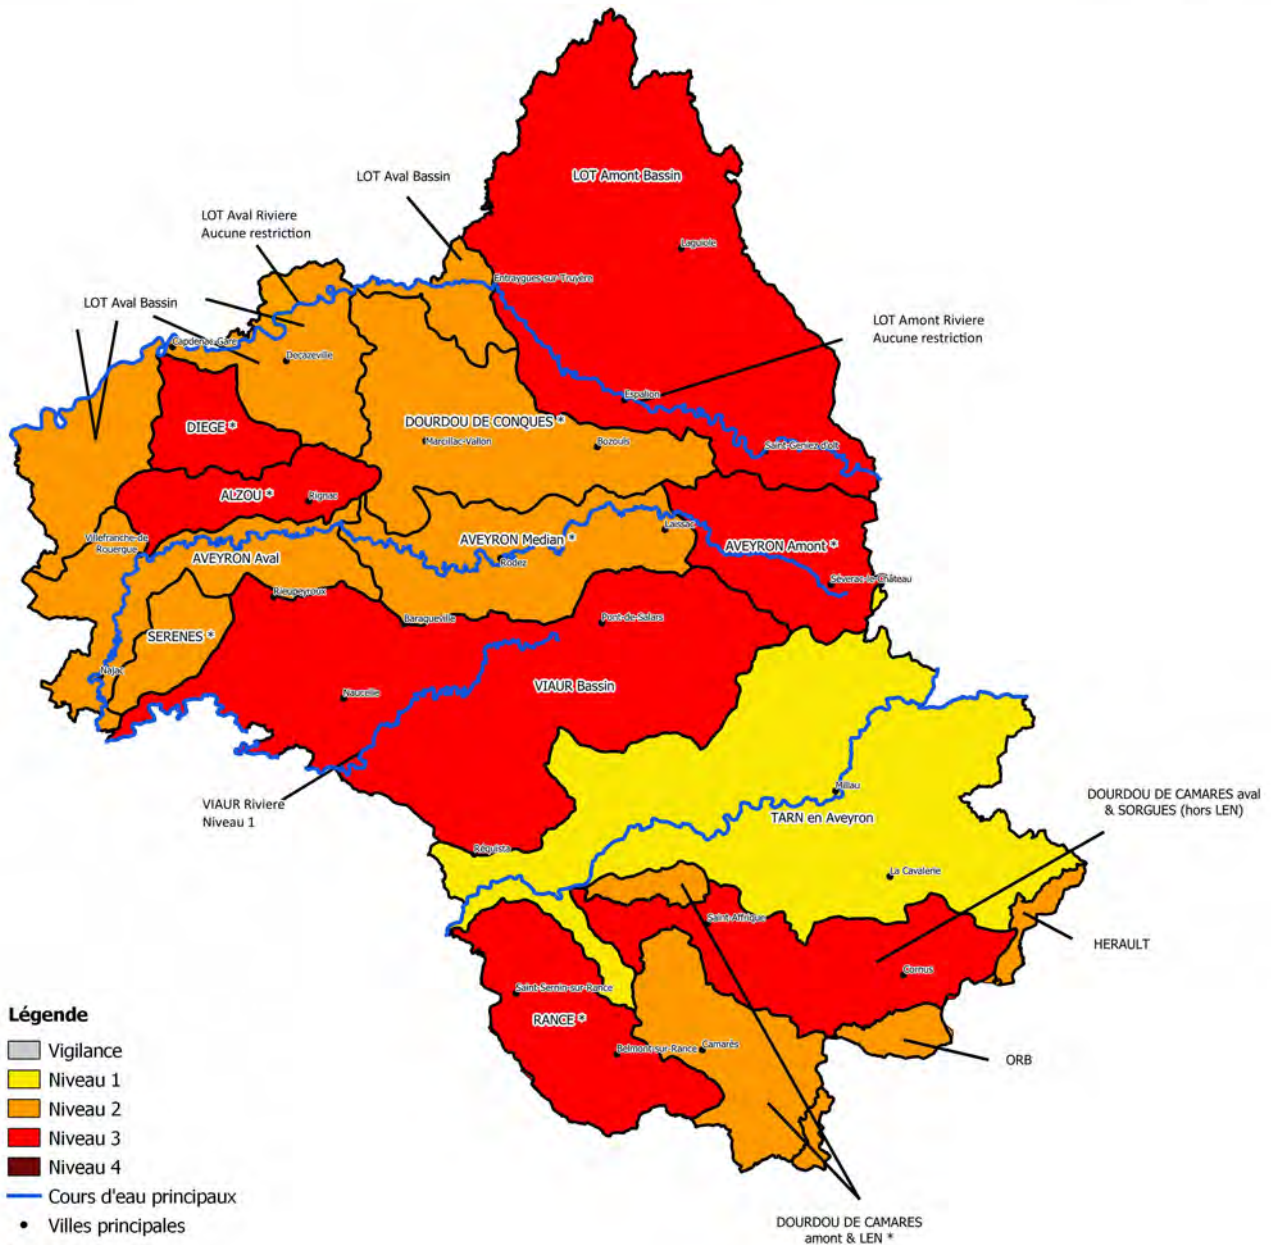 LOT Amont Bassin
LOT Aval Bassin
LOT Aval Riviere
Aucune restriction
Laguiole
Entraygues-sur-Truyère
LOT Aval Bassin
LOT Amont Riviere
Aucune restriction
Capdenac-Gare
Decazeville
Espalion
DIEGE *
DOURDOU DE CONQUES *
Marcillac-Vallon
Bozouls
Saint-Geniez d'olt
ALZOU *
Rignac
Villefranche-de
Rouergue
AVEYRON Aval
AVEYRON Median *
Rodez
Laissac
AVEYRON Amont *
Séverac-le-Château
Rieupeyroux
Baraqueville
Pont-de-Salars
SERENES *
Najac
Naucelle
VIAUR Bassin
VIAUR Riviere
Niveau 1
Millau
TARN en Aveyron
DOURDOU DE CAMARES aval
& SORGUES (hors LEN)
Réquista
La Cavalerie
Saint-Affrique
HERAULT
Cornus
Saint-Sernin-sur-Rance
RANCE *
Belmont-sur-Rance
Camarès
ORB
DOURDOU DE CAMARES
amont & LEN *
Légende
Vigilance
Niveau 1
Niveau 2
Niveau 3
Niveau 4
Cours d'eau principaux
Villes principales